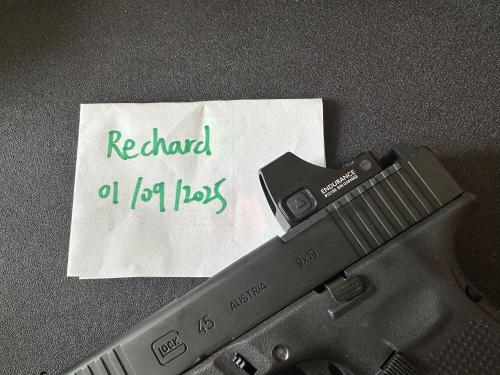 Rechard
01/09/2025
ENDURANCE
9x19
AUSTRIA
45
GLOCK